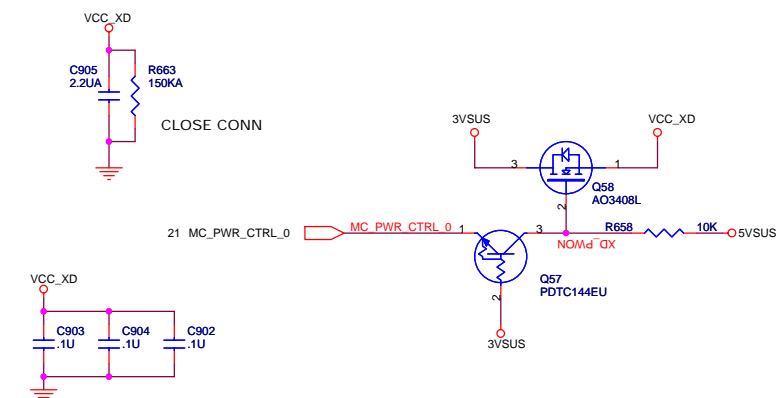 VCC_XD
C905
2.2UA
R663
150KA
CLOSE CONN
3VSUS
VCC_XD
3
1
Q58
AO3408L
2
21 MC_PWR_CTRL_0
MC_PWR_CTRL_0
1
3
XD_PWON
R658
10K
5VSUS
Q57
PDTC144EU
2
3VSUS
VCC_XD
C903
.1U
C904
.1U
C902
.1U